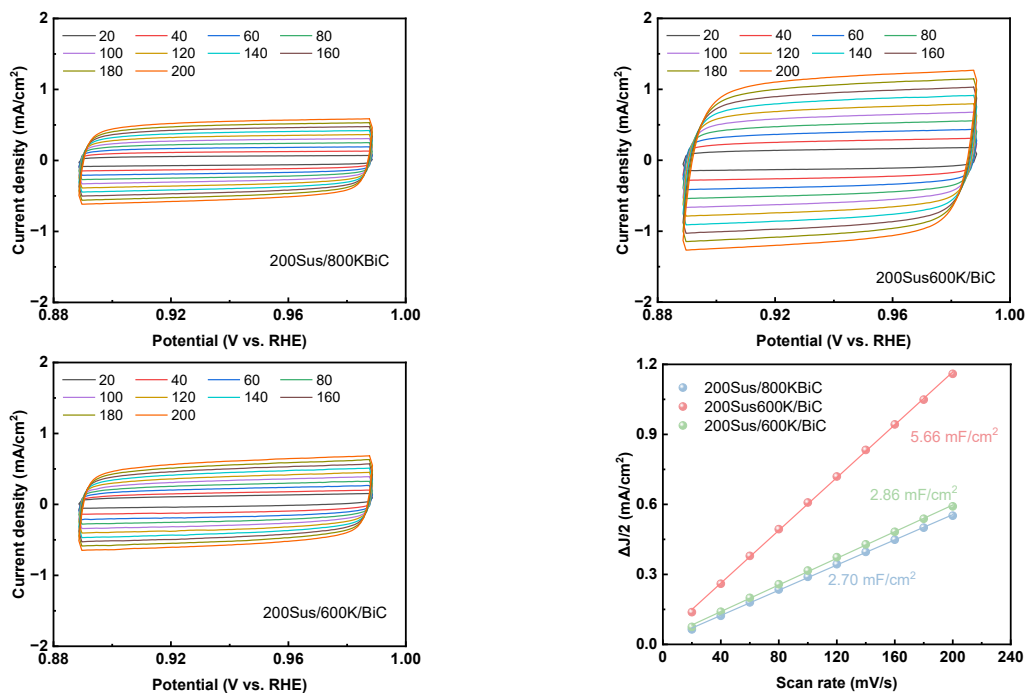 2
1
0
−1
−2
Current density (mA/cm²)
20 40 60 80
100 120 140 160
180 200
200Sus/800KBiC
0.88 0.92 0.96 1.00
Potential (V vs. RHE)
2
1
0
−1
−2
Current density (mA/cm²)
20 40 60 80
100 120 140 160
180 200
200Sus600K/BiC
0.88 0.92 0.96 1.00
Potential (V vs. RHE)
2
1
0
−1
−2
Current density (mA/cm²)
20 40 60 80
100 120 140 160
180 200
200Sus/600K/BiC
0.88 0.92 0.96 1.00
Potential (V vs. RHE)
1.2
0.9
0.6
0.3
0.0
ΔJ/2 (mA/cm²)
200Sus/800KBiC
200Sus600K/BiC
200Sus/600K/BiC
5.66 mF/cm²
2.86 mF/cm²
2.70 mF/cm²
0 40 80 120 160 200 240
Scan rate (mV/s)